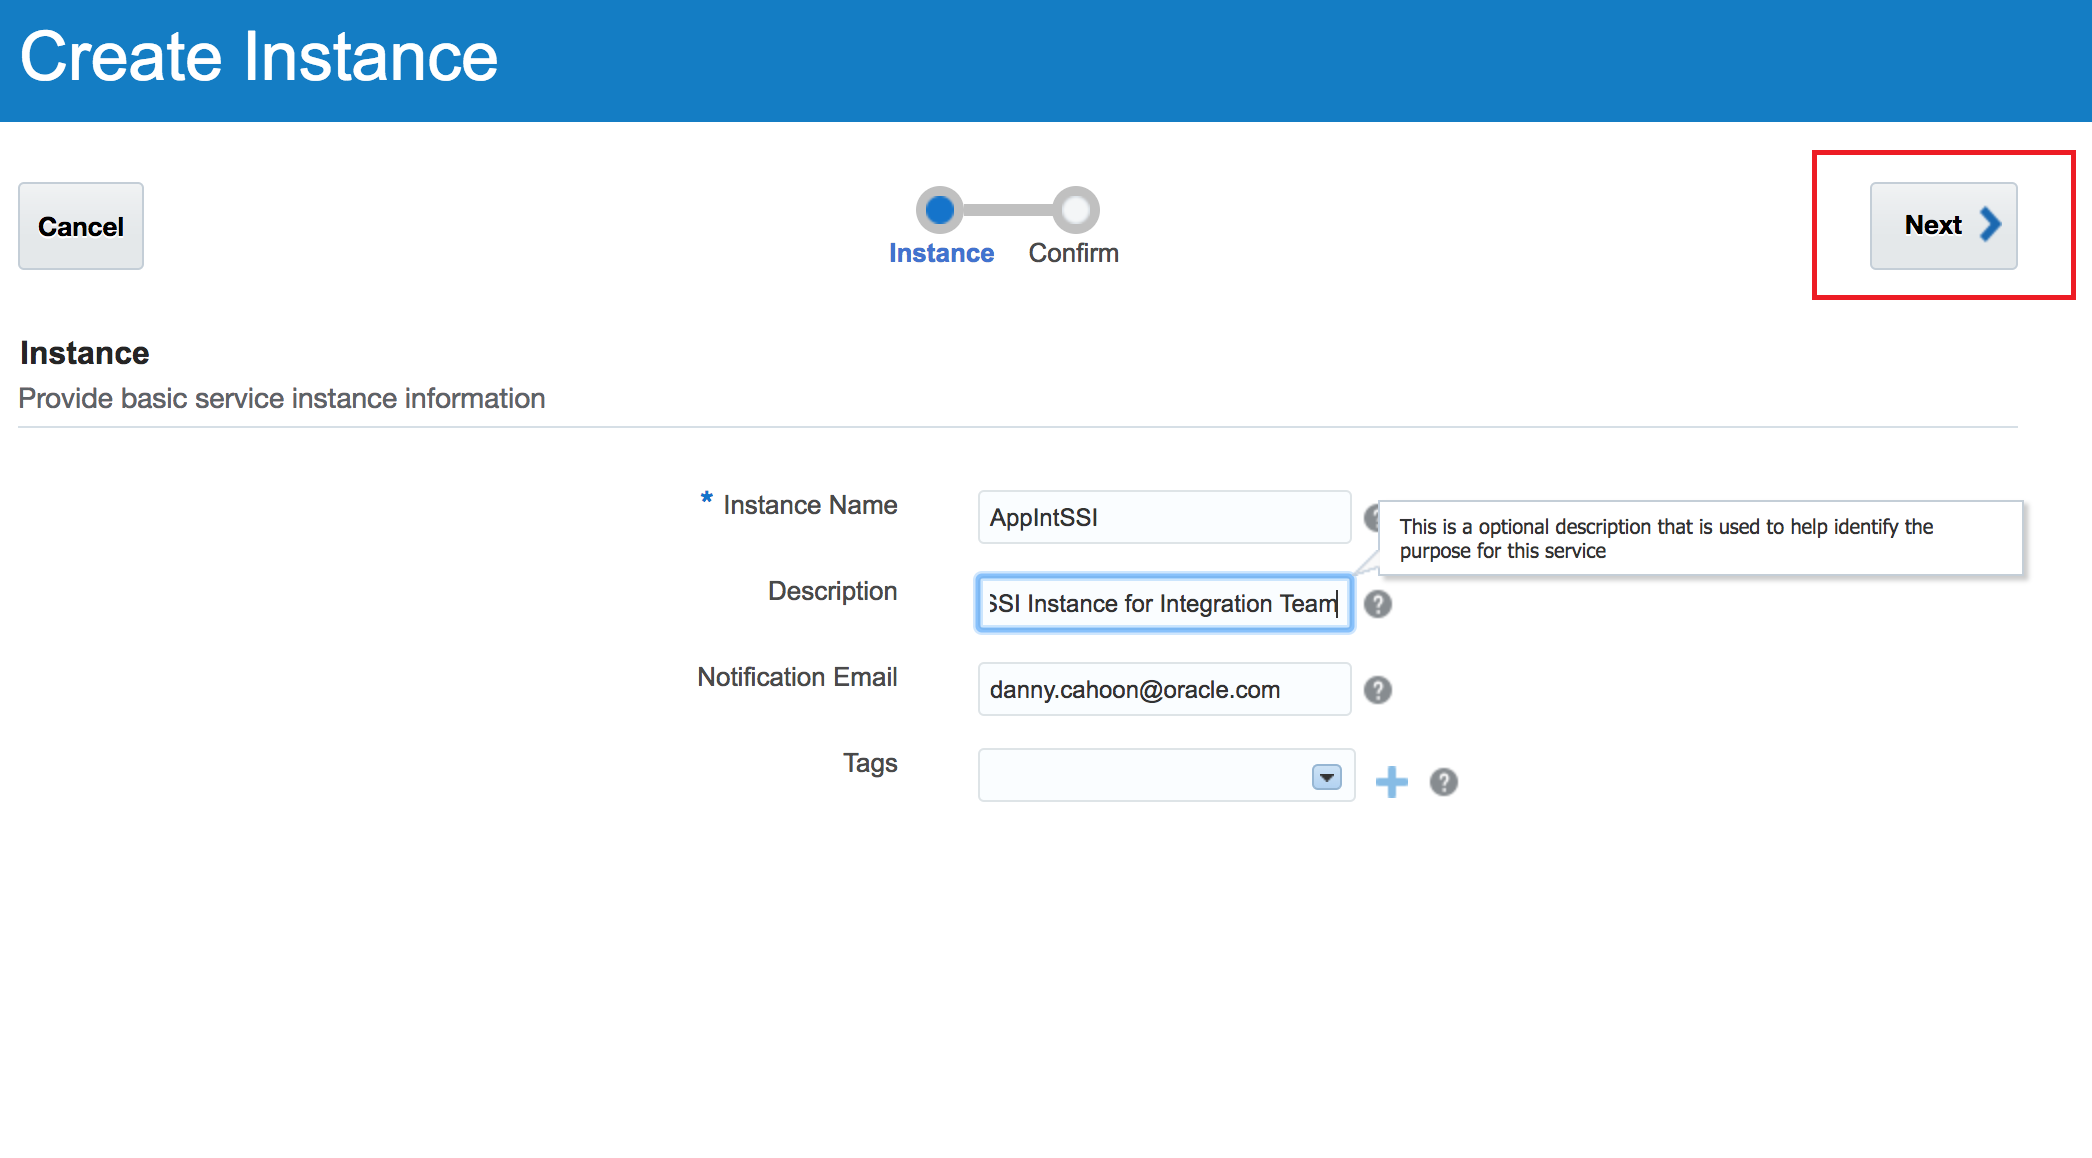 Create Instance
Cancel
Instance
Confirm
Next
Instance
Provide basic service instance information
* Instance Name
AppIntSSI
This is a optional description that is used to help identify the
purpose for this service
Description
SSI Instance for Integration Team
?
Notification Email
danny.cahoon@oracle.com
?
Tags
?